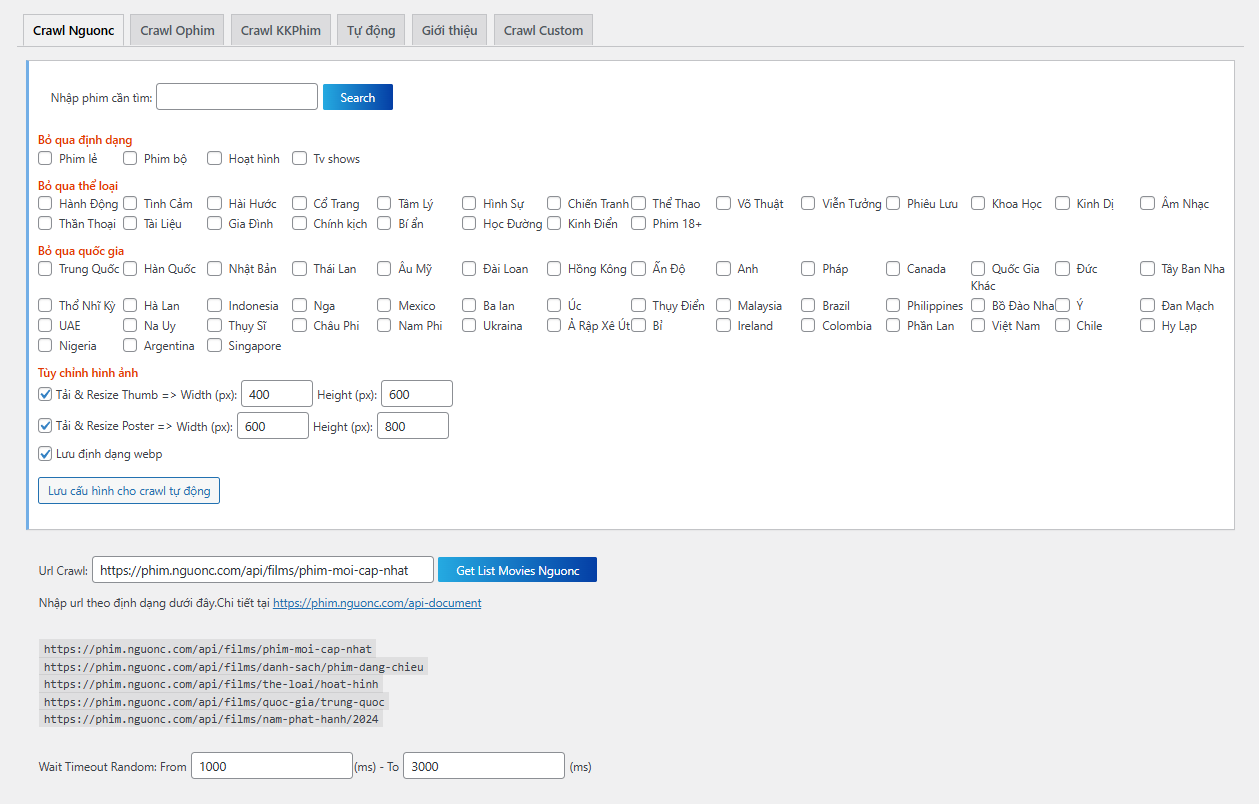 Crawl Nguonc Crawl Ophim Crawl KKPhim Tự động Giới thiệu Crawl Custom
Nhập phim cần tìm: Search
Bỏ qua định dạng
Phim lẻ Phim bộ Hoạt hình Tv shows
Bỏ qua thể loại
Hành Động Tình Cảm Hài Hước Cổ Trang Tâm Lý Hình Sự Chiến Tranh Thể Thao Võ Thuật Viễn Tưởng Phiêu Lưu Khoa Học Kinh Dị Âm Nhạc
Thần Thoại Tài Liệu Gia Đình Chính kịch Bí ẩn Học Đường Kinh Điển Phim 18+
Bỏ qua quốc gia
Trung Quốc Hàn Quốc Nhật Bản Thái Lan Âu Mỹ Đài Loan Hồng Kông Ấn Độ Anh Pháp Canada Quốc Gia Đức Tây Ban Nha
Khác
Thổ Nhĩ Kỳ Hà Lan Indonesia Nga Mexico Ba lan Úc Thụy Điển Malaysia Brazil Philippines Bồ Đào Nha Ý Đan Mạch
UAE Na Uy Thụy Sĩ Châu Phi Nam Phi Ukraina Ả Rập Xê Út Bỉ Ireland Colombia Phần Lan Việt Nam Chile Hy Lạp
Nigeria Argentina Singapore
Tùy chỉnh hình ảnh
Tải & Resize Thumb => Width (px): 400 Height (px): 600
Tải & Resize Poster => Width (px): 600 Height (px): 800
Lưu định dạng webp
Lưu cấu hình cho crawl tự động
Url Crawl: https://phim.nguonc.com/api/films/phim-moi-cap-nhat Get List Movies Nguonc
Nhập url theo định dạng dưới đây.Chi tiết tại https://phim.nguonc.com/api-document
https://phim.nguonc.com/api/films/phim-moi-cap-nhat
https://phim.nguonc.com/api/films/danh-sach/phim-dang-chieu
https://phim.nguonc.com/api/films/the-loai/hoat-hinh
https://phim.nguonc.com/api/films/quoc-gia/trung-quoc
https://phim.nguonc.com/api/films/nam-phat-hanh/2024
Wait Timeout Random: From 1000 (ms) - To 3000 (ms)